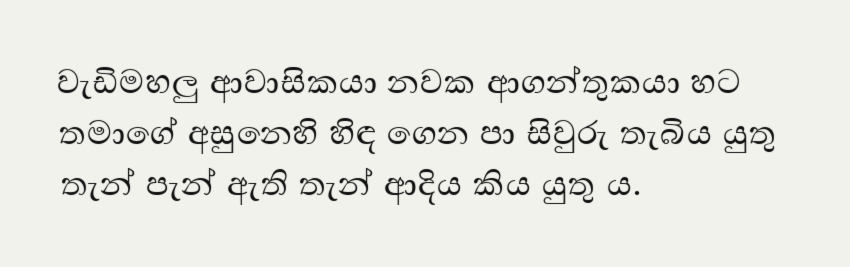 වැඩිමහලු ආවාසිකයා නවක ආගන්තුකයා හට
තමාගේ අසුනෙහි හිඳ ගෙන පා සිවුරු තැබිය යුතු
තැන් පැන් ඇති තැන් ආදිය කිය යුතු ය.